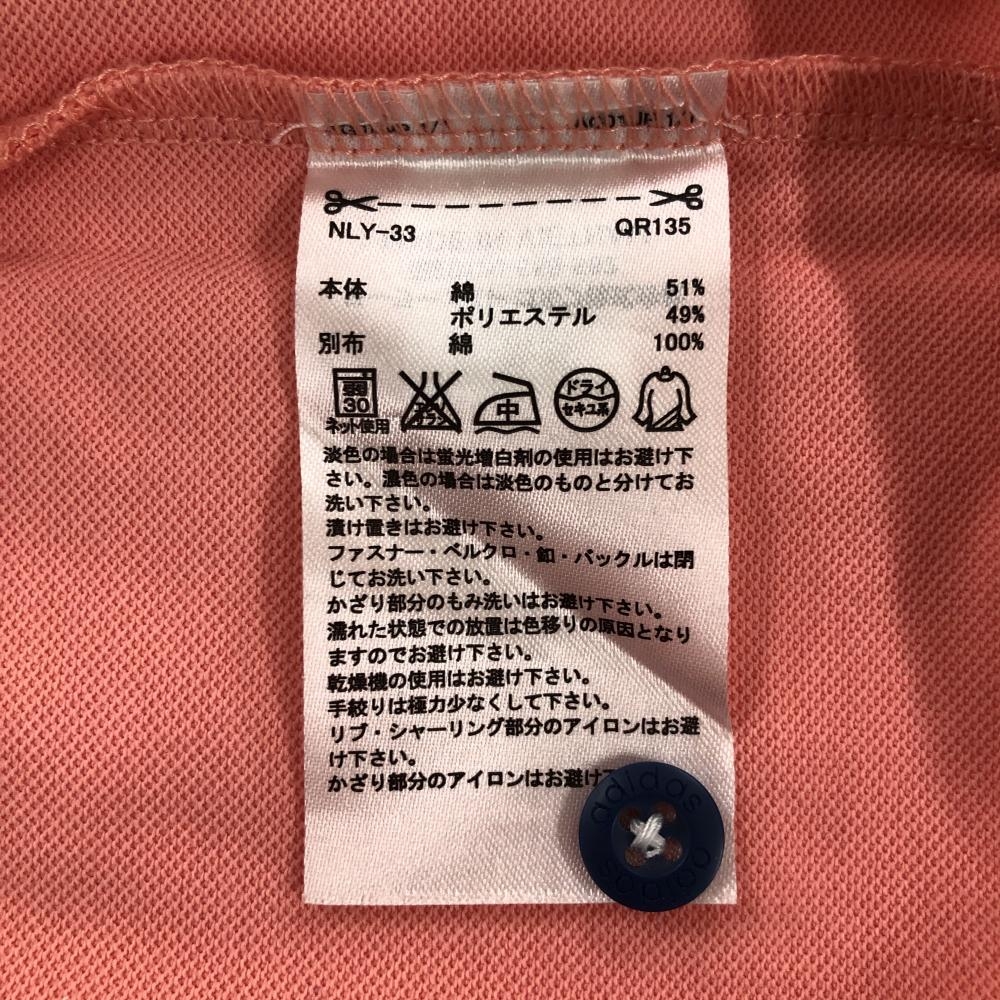 NLY-33 QR135
本体 綿 51%
ポリエステル 49%
別布 綿 100%
30 中 ドライ セキユ系
ネット使用
淡色の場合は蛍光増白剤の使用はお避け下
さい。濃色の場合は淡色のものと分けてお
洗い下さい。
漬け置きはお避け下さい。
ファスナー・ベルクロ・釦・バックルは閉
じてお洗い下さい。
かざり部分のもみ洗いはお避け下さい。
濡れた状態での放置は色移りの原因となり
ますのでお避け下さい。
乾燥機の使用はお避け下さい。
手絞りは極力少なくして下さい。
リブ・シャーリング部分のアイロンはお避
け下さい。
かざり部分のアイロンはお避け
adidas
adidas